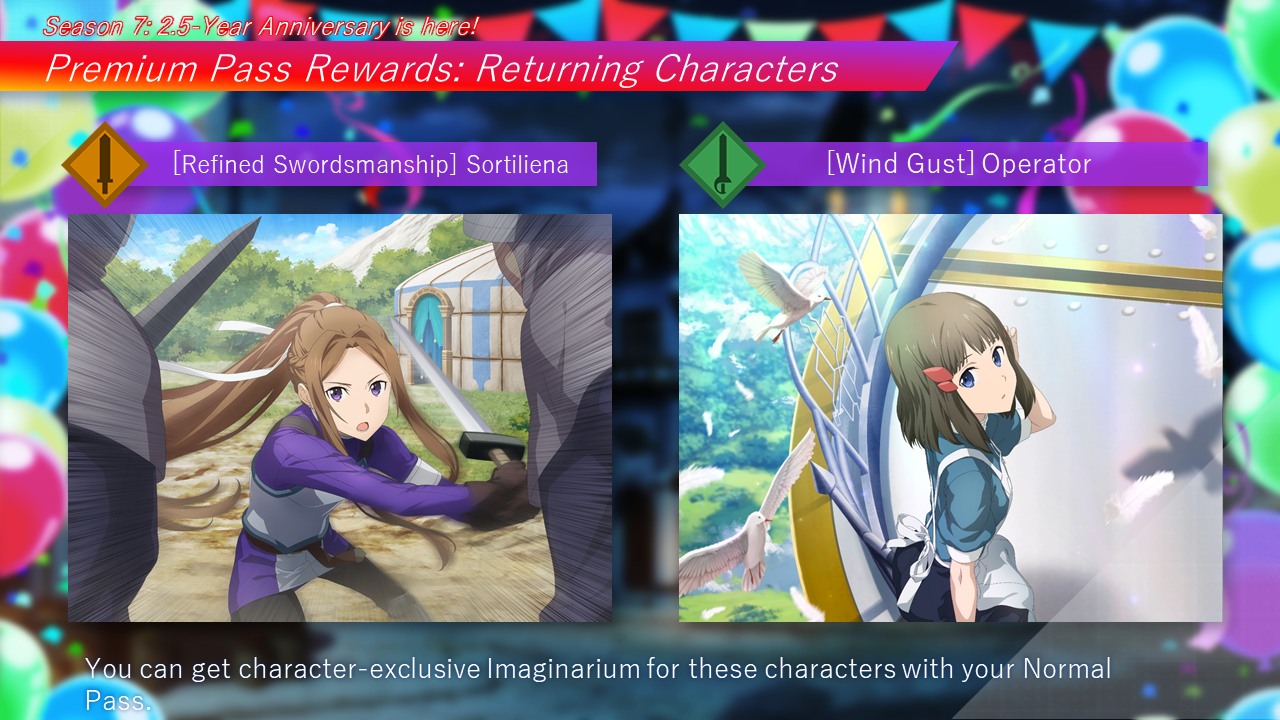 Season 7: 2.5-Year Anniversary is here!
Premium Pass Rewards: Returning Characters
[Refined Swordsmanship] Sortiliena
[Wind Gust] Operator
You can get character-exclusive Imaginarium for these characters with your Normal
Pass.